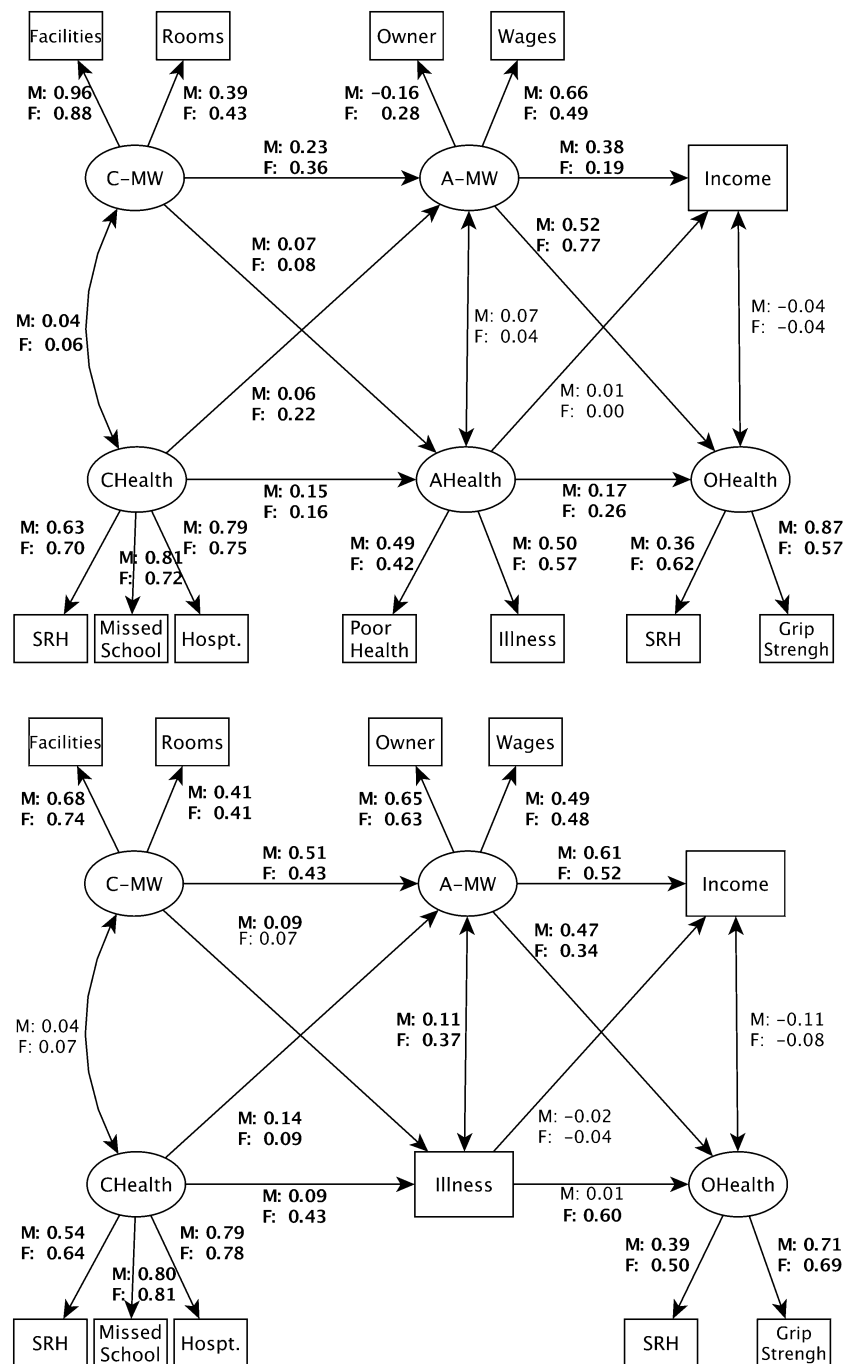 Facilities
Rooms
Owner
Wages
M: 0.96
F: 0.88
M: 0.39
F: 0.43
M: -0.16
F: 0.28
M: 0.66
F: 0.49
M: 0.23
F: 0.36
M: 0.38
F: 0.19
C-MW
A-MW
Income
M: 0.07
F: 0.08
M: 0.52
F: 0.77
M: 0.04
F: 0.06
M: 0.07
F: 0.04
M: -0.04
F: -0.04
M: 0.06
F: 0.22
M: 0.01
F: 0.00
CHealth
AHealth
OHealth
M: 0.15
F: 0.16
M: 0.17
F: 0.26
M: 0.63
F: 0.70
M: 0.81
F: 0.72
M: 0.79
F: 0.75
M: 0.49
F: 0.42
M: 0.50
F: 0.57
M: 0.36
F: 0.62
M: 0.87
F: 0.57
SRH
Missed
School
Hospt.
Poor
Health
Illness
SRH
Grip
Strengh
Facilities
Rooms
Owner
Wages
M: 0.68
F: 0.74
M: 0.41
F: 0.41
M: 0.65
F: 0.63
M: 0.49
F: 0.48
M: 0.51
F: 0.43
M: 0.61
F: 0.52
C-MW
A-MW
Income
M: 0.09
F: 0.07
M: 0.47
F: 0.34
M: 0.04
F: 0.07
M: 0.11
F: 0.37
M: -0.11
F: -0.08
M: 0.14
F: 0.09
M: -0.02
F: -0.04
CHealth
Illness
OHealth
M: 0.09
F: 0.43
M: 0.01
F: 0.60
M: 0.54
F: 0.64
M: 0.80
F: 0.81
M: 0.79
F: 0.78
M: 0.39
F: 0.50
M: 0.71
F: 0.69
SRH
Missed
School
Hospt.
SRH
Grip
Strengh